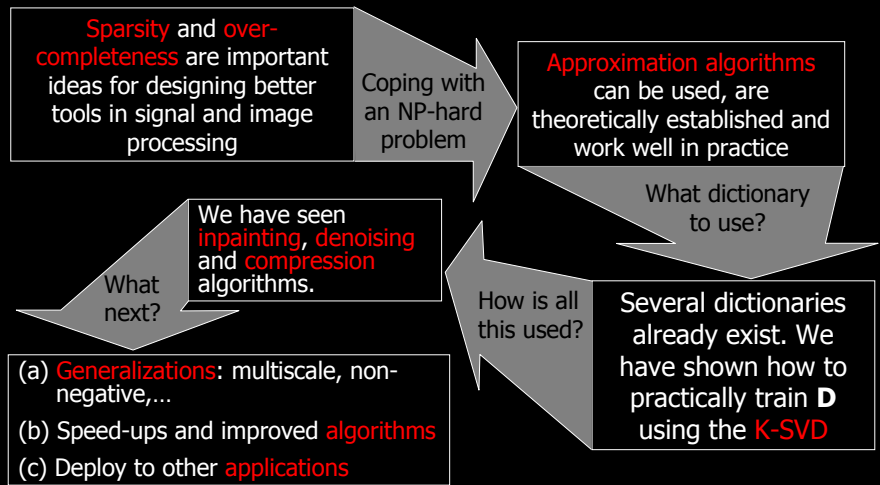 Sparsity and over-
completeness are important
ideas for designing better
tools in signal and image
processing
Coping with
an NP-hard
problem
Approximation algorithms
can be used, are
theoretically established and
work well in practice
What dictionary
to use?
Several dictionaries
already exist. We
have shown how to
practically train D
using the K-SVD
How is all
this used?
We have seen
inpainting, denoising
and compression
algorithms.
What
next?
(a) Generalizations: multiscale, non-
negative,…
(b) Speed-ups and improved algorithms
(c) Deploy to other applications